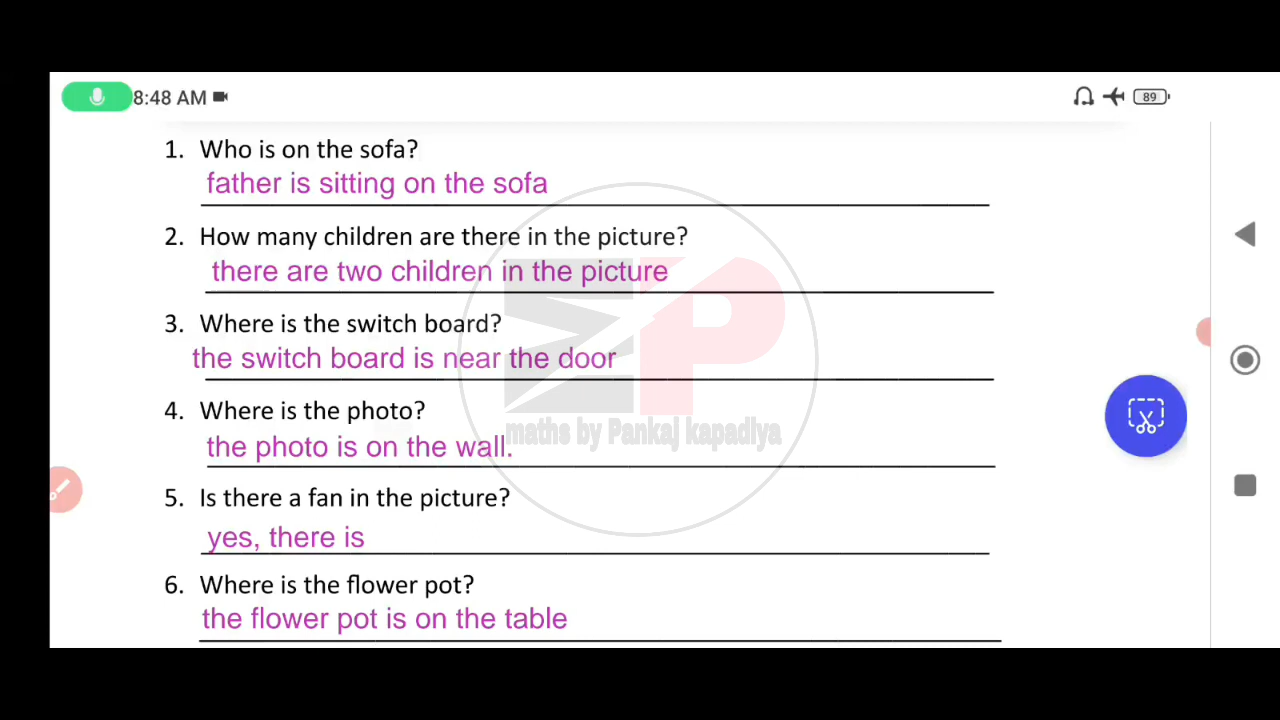 8:48 AM
89
1. Who is on the sofa?
father is sitting on the sofa
2. How many children are there in the picture?
there are two children in the picture
3. Where is the switch board?
the switch board is near the door
4. Where is the photo?
the photo is on the wall.
maths by Pankaj kapadiya
5. Is there a fan in the picture?
yes, there is
6. Where is the flower pot?
the flower pot is on the table